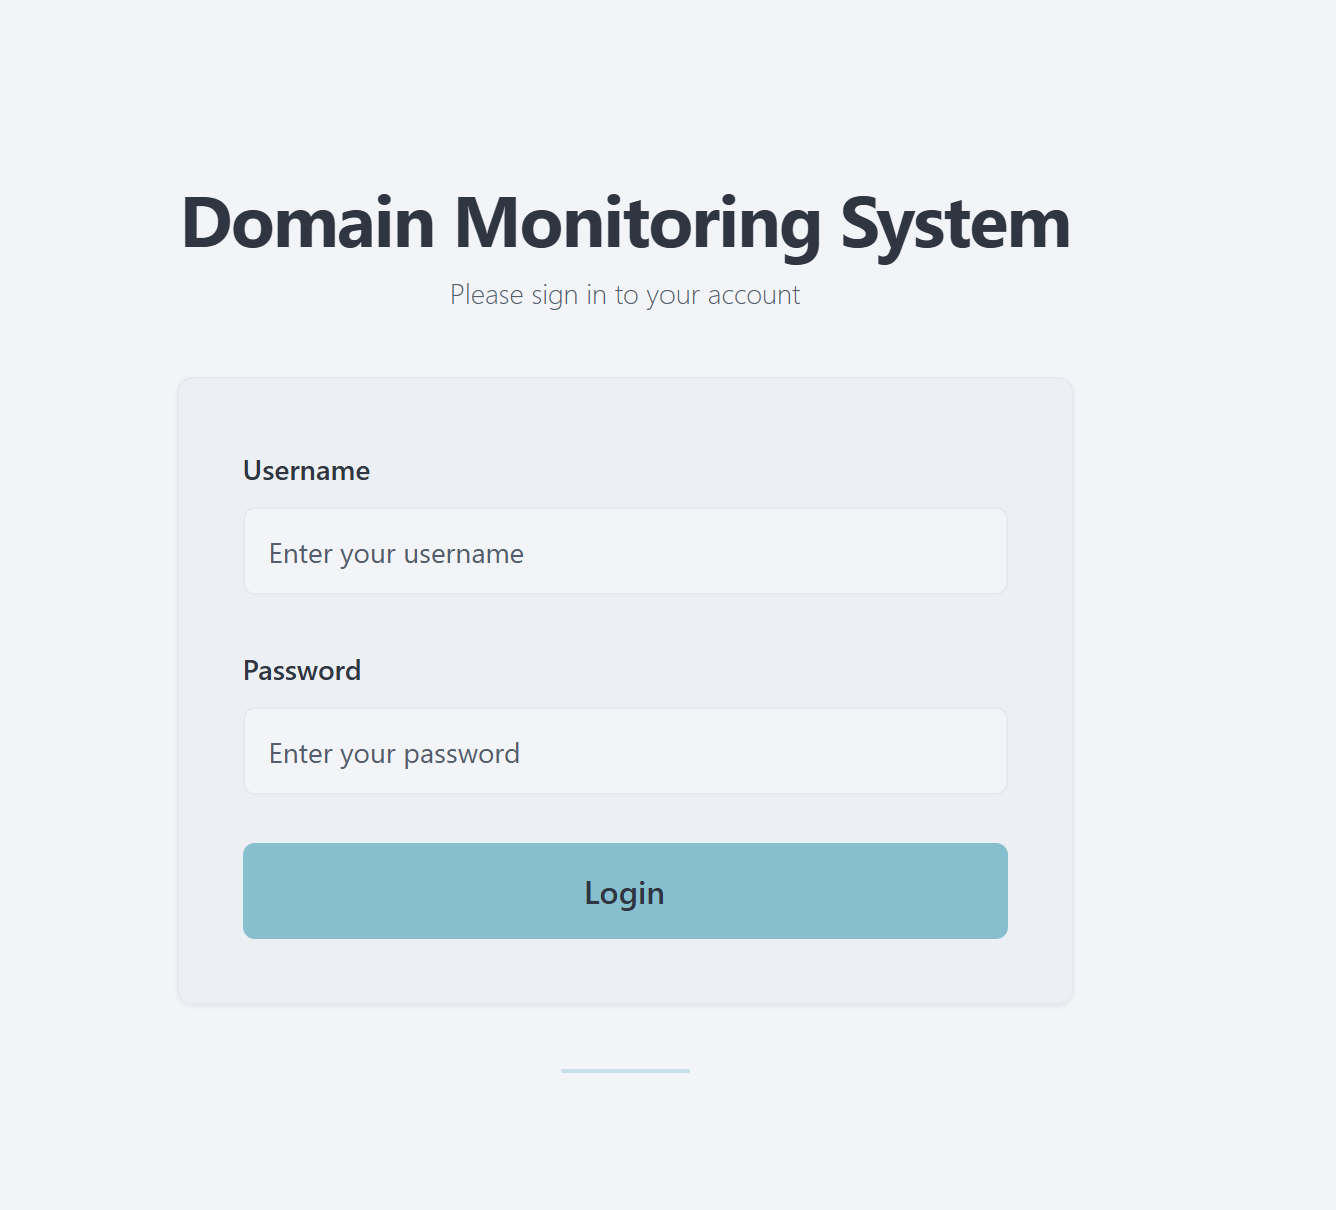 Domain Monitoring System
Please sign in to your account
Username
Enter your username
Password
Enter your password
Login